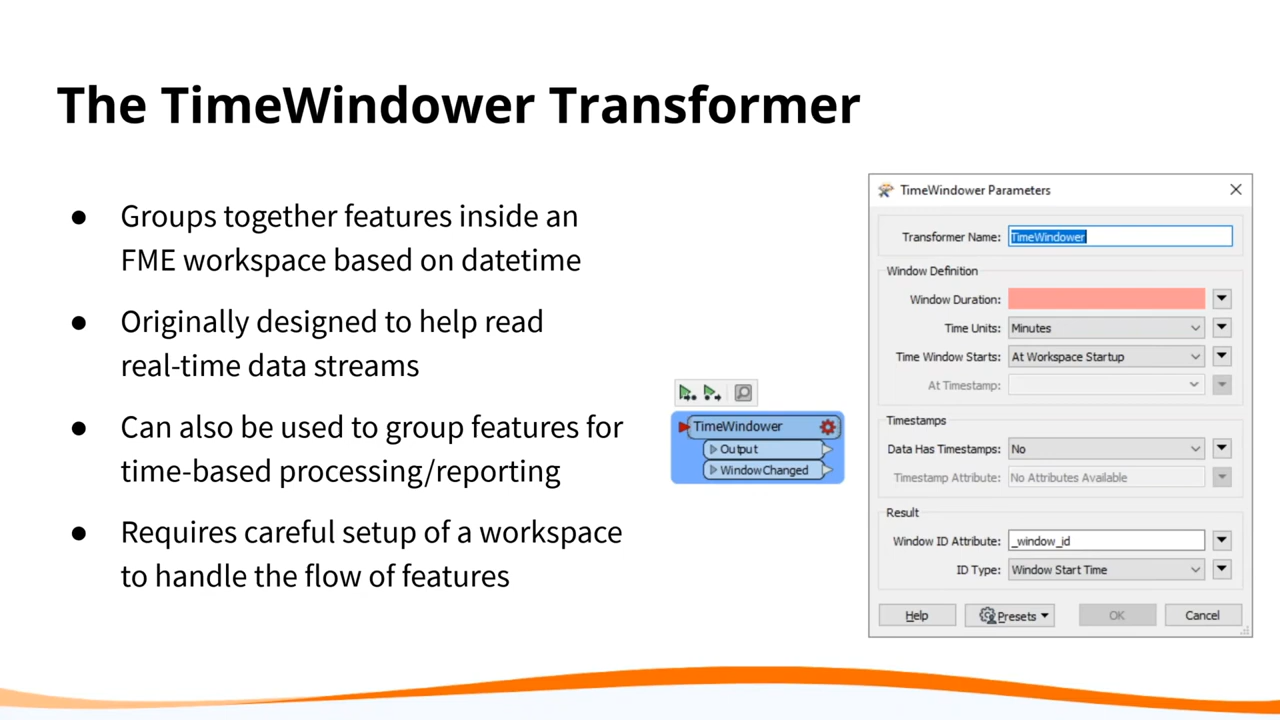 The TimeWindower Transformer
● Groups together features inside an
FME workspace based on datetime
● Originally designed to help read
real-time data streams
● Can also be used to group features for
time-based processing/reporting
● Requires careful setup of a workspace
to handle the flow of features
TimeWindower
Output
WindowChanged
TimeWindower Parameters
Transformer Name: TimeWindower
Window Definition
Window Duration:
Time Units: Minutes
Time Window Starts: At Workspace Startup
At Timestamp:
Timestamps
Data Has Timestamps: No
Timestamp Attribute: No Attributes Available
Result
Window ID Attribute: _window_id
ID Type: Window Start Time
Help Presets OK Cancel